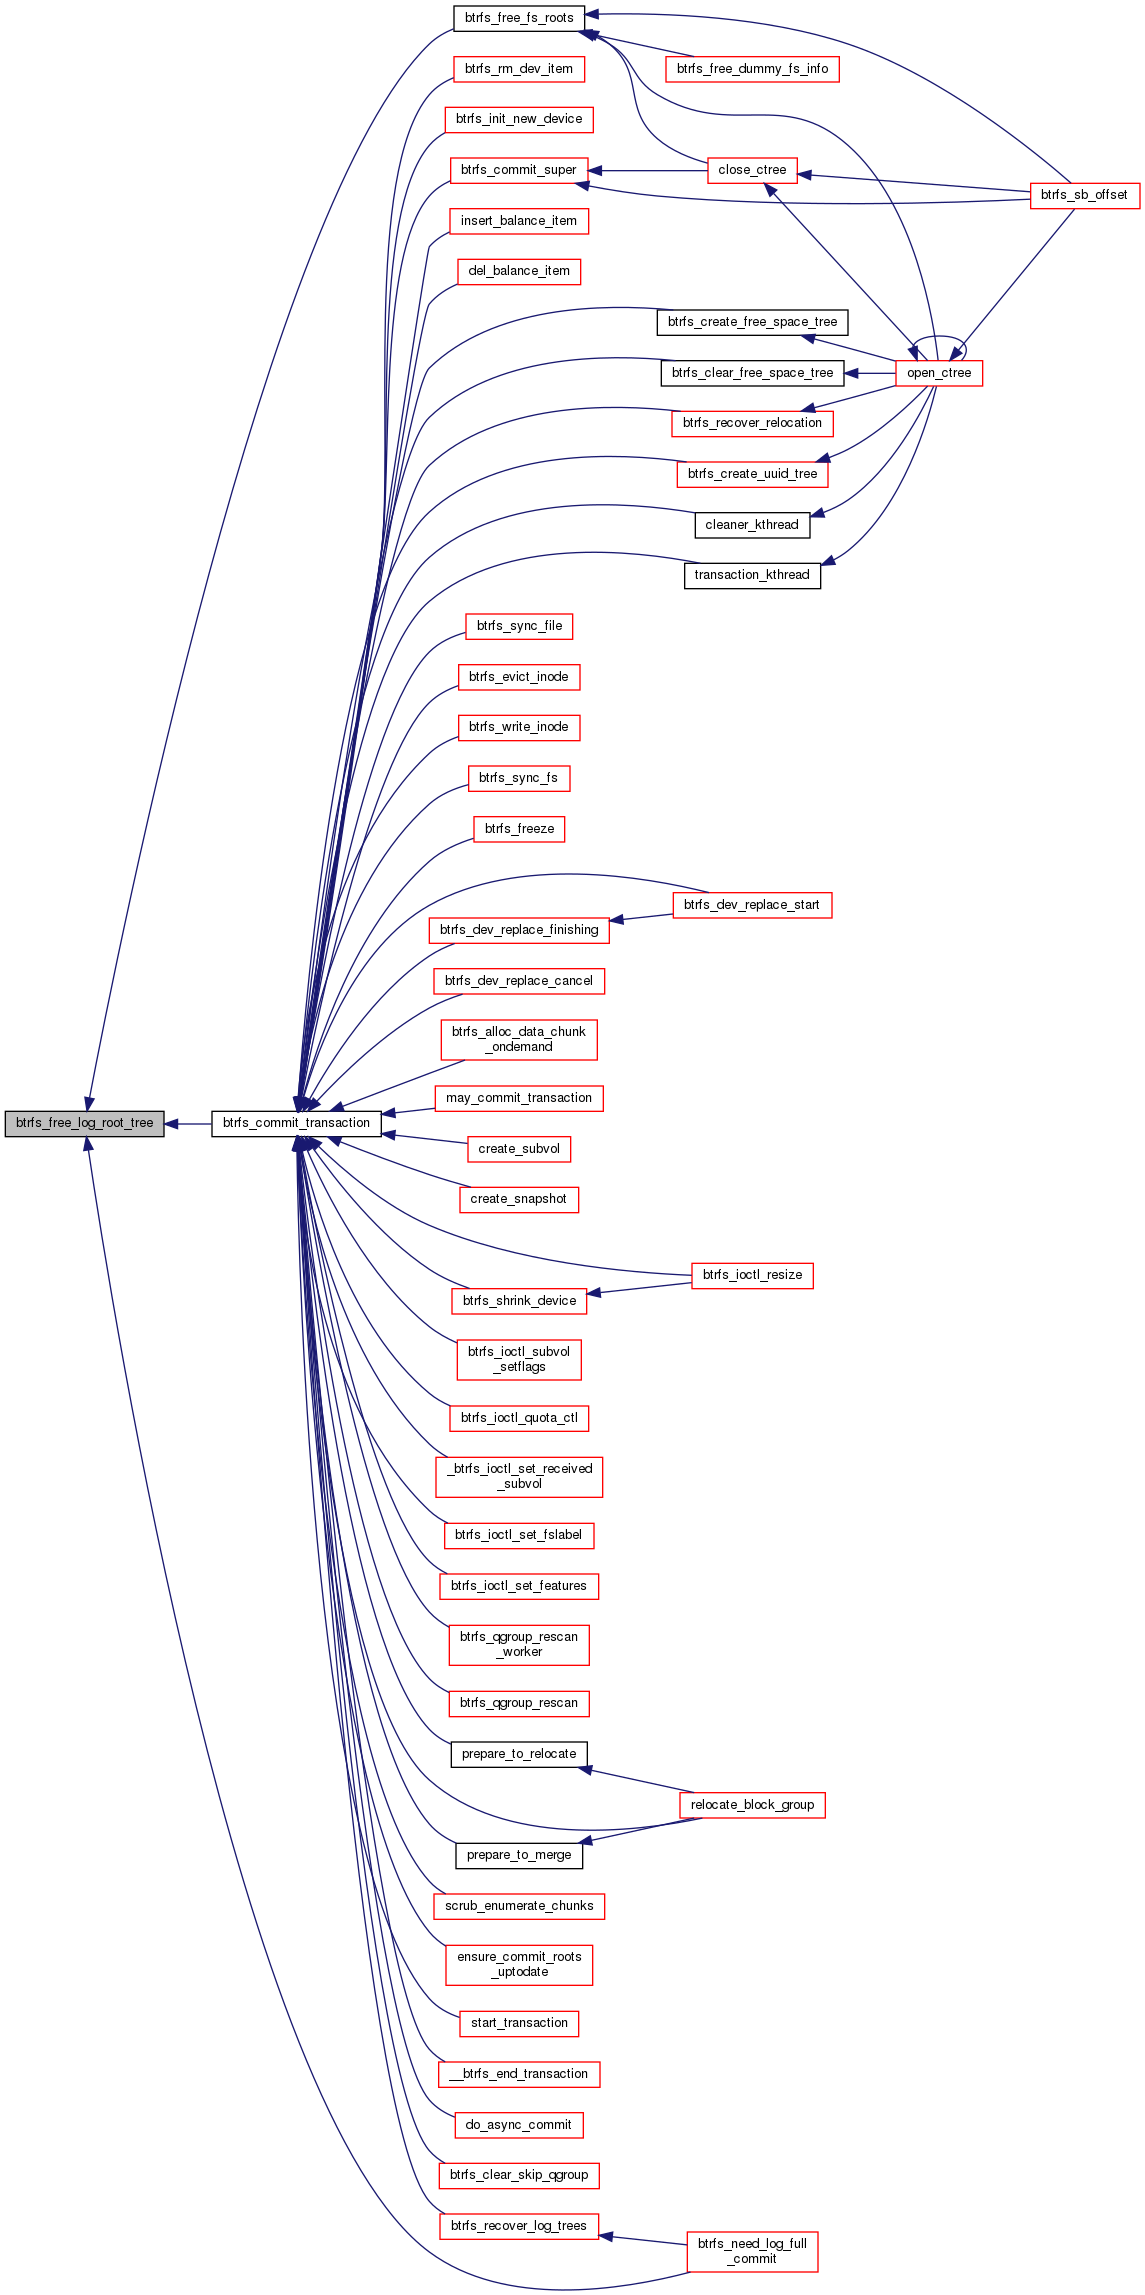 btrfs_free_fs_roots
btrfs_rm_dev_item
btrfs_free_dummy_fs_info
btrfs_init_new_device
btrfs_commit_super
close_ctree
btrfs_sb_offset
insert_balance_item
del_balance_item
btrfs_create_free_space_tree
btrfs_clear_free_space_tree
open_ctree
btrfs_recover_relocation
btrfs_create_uuid_tree
cleaner_kthread
transaction_kthread
btrfs_sync_file
btrfs_evict_inode
btrfs_write_inode
btrfs_sync_fs
btrfs_freeze
btrfs_dev_replace_start
btrfs_dev_replace_finishing
btrfs_dev_replace_cancel
btrfs_alloc_data_chunk
_ondemand
may_commit_transaction
btrfs_free_log_root_tree
btrfs_commit_transaction
create_subvol
create_snapshot
btrfs_ioctl_resize
btrfs_shrink_device
btrfs_ioctl_subvol
_setflags
btrfs_ioctl_quota_ctl
_btrfs_ioctl_set_received
_subvol
btrfs_ioctl_set_fslabel
btrfs_ioctl_set_features
btrfs_qgroup_rescan
_worker
btrfs_qgroup_rescan
prepare_to_relocate
relocate_block_group
prepare_to_merge
scrub_enumerate_chunks
ensure_commit_roots
_uptodate
start_transaction
__btrfs_end_transaction
do_async_commit
btrfs_clear_skip_qgroup
btrfs_recover_log_trees
btrfs_need_log_full
_commit